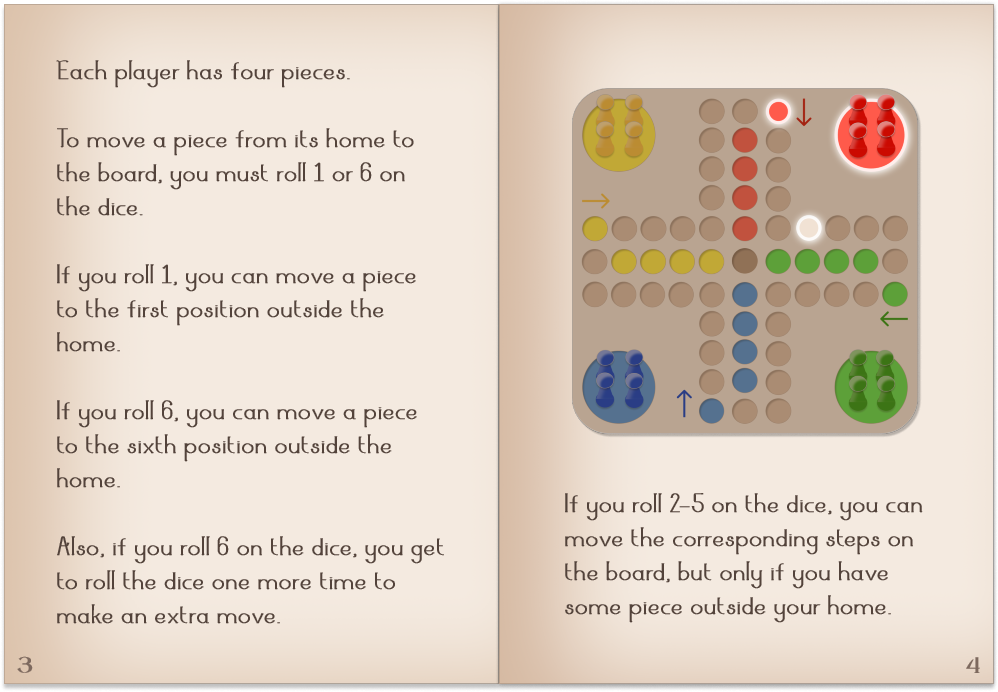 Each player has four pieces.
To move a piece from its home to
the board, you must roll 1 or 6 on
the dice.
If you roll 1, you can move a piece
to the first position outside the
home.
If you roll 6, you can move a piece
to the sixth position outside the
home.
Also, if you roll 6 on the dice, you get
to roll the dice one more time to
make an extra move.
3
If you roll 2-5 on the dice, you can
move the corresponding steps on
the board, but only if you have
some piece outside your home.
4